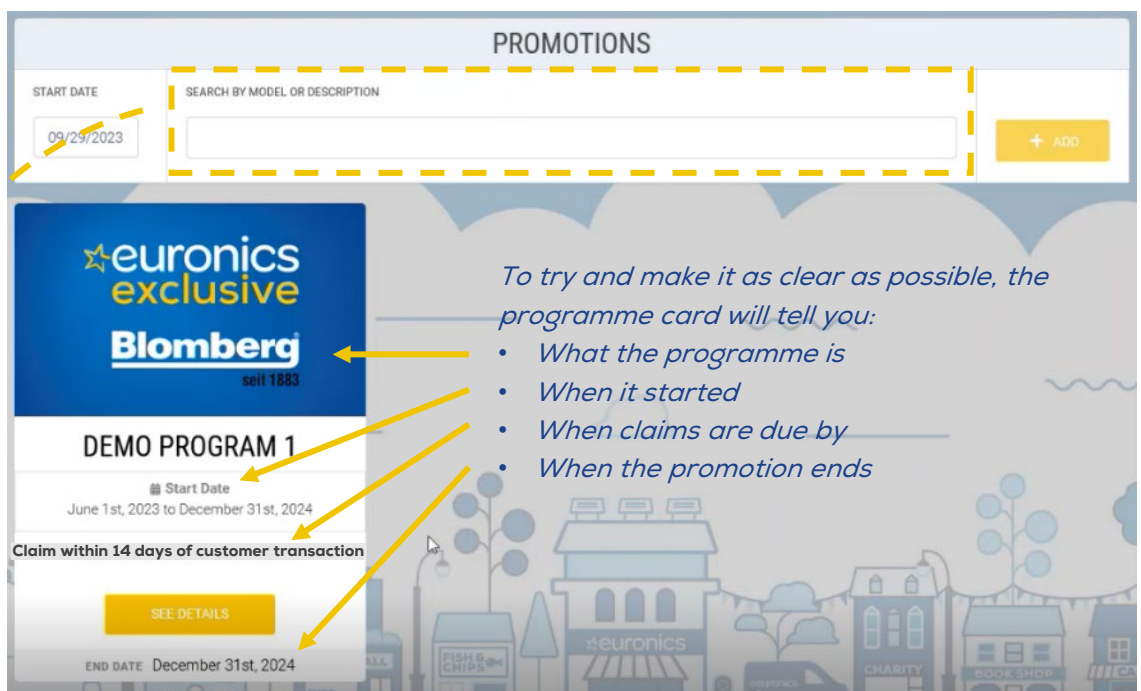 PROMOTIONS
START DATE
SEARCH BY MODEL OR DESCRIPTION
09/29/2023
+ ADD
euronics
exclusive
Blomberg
seit 1883
To try and make it as clear as possible, the
programme card will tell you:
• What the programme is
• When it started
• When claims are due by
• When the promotion ends
DEMO PROGRAM 1
Start Date
June 1st, 2023 to December 31st, 2024
Claim within 14 days of customer transaction
SEE DETAILS
END DATE December 31st, 2024
FISH &
CHIPS
euronics
euronics
CHARITY
BOOK SHOP